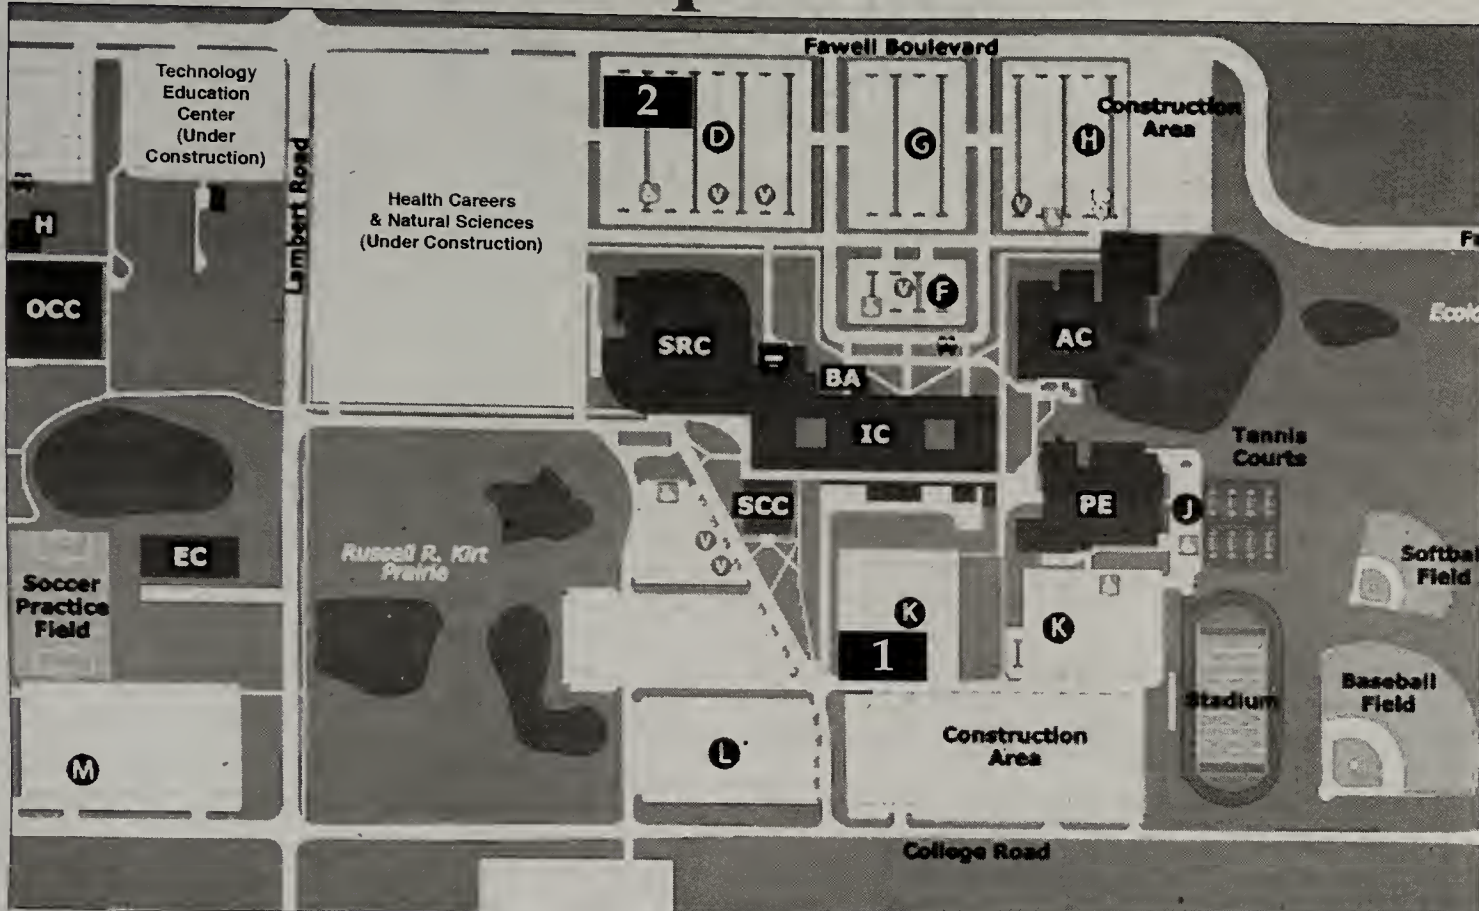 Fawell Boulevard
Technology
Education
Center
(Under
Construction)
2
D
G
H
Construction
Area
Lambert Road
Health Careers
& Natural Sciences
(Under Construction)
V
V
V
H
OCC
V
F
SRC
AC
BA
IC
Tennis
Courts
SCC
PE
J
EC
Russell R. Kirt
Prairie
V
V
Soccer
Practice
Field
Softball
Field
K
K
1
Stadium
Baseball
Field
M
L
Construction
Area
College Road